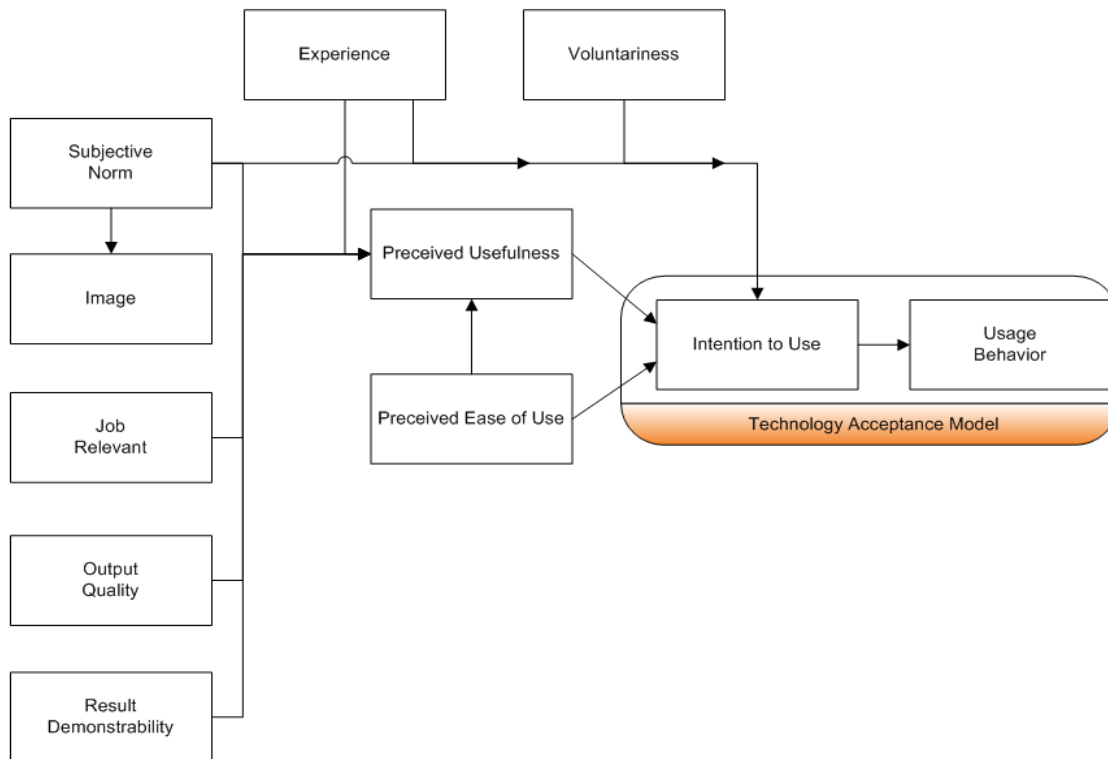 Experience
Voluntariness
Subjective
Norm
Preceived Usefulness
Image
Intention to Use
Usage
Behavior
Preceived Ease of Use
Technology Acceptance Model
Job
Relevant
Output
Quality
Result
Demonstrability